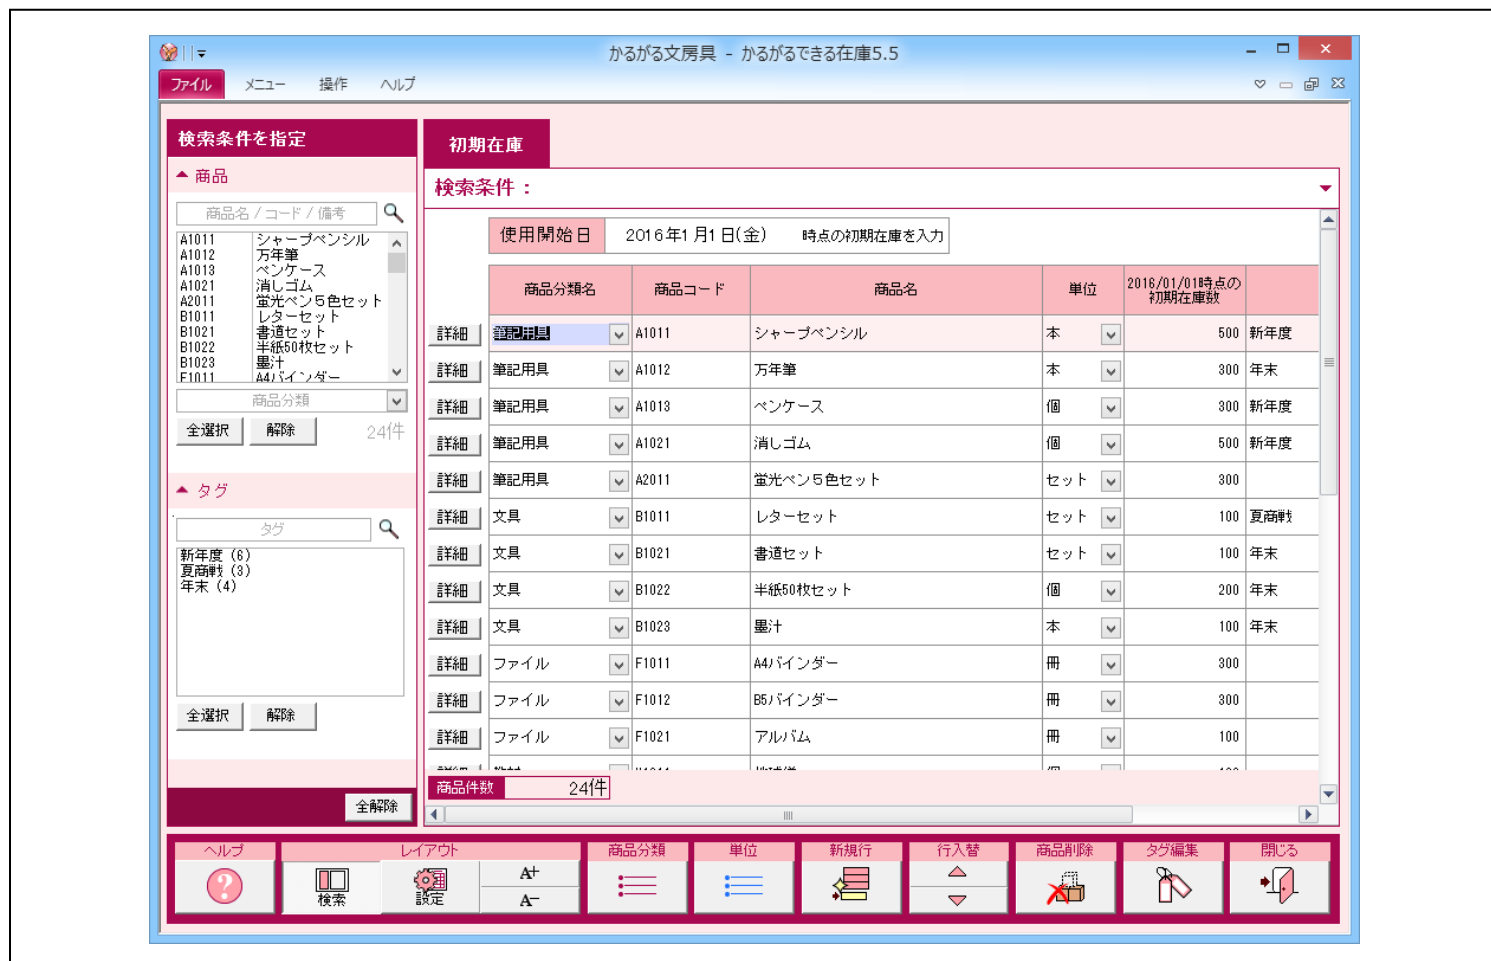 かるがる文房具 - かるがるできる在庫5.5
ファイル メニュー 操作 ヘルプ
検索条件を指定
商品
商品名 / コード / 備考
A1011 シャープペンシル
A1012 万年筆
A1013 ペンケース
A1021 消しゴム
A2011 蛍光ペン5色セット
B1011 レターセット
B1021 書道セット
B1022 半紙50枚セット
B1023 墨汁
F1011 A4バインダー
商品分類
全選択 解除 24件
タグ
タグ
新年度 (6)
夏商戦 (3)
年末 (4)
全選択 解除
全解除
初期在庫
検索条件：
使用開始日 2016年1月1日(金) 時点の初期在庫を入力
商品分類名 商品コード 商品名 単位 2016/01/01時点の
初期在庫数
詳細 筆記用具 A1011 シャープペンシル 本 500 新年度
詳細 筆記用具 A1012 万年筆 本 300 年末
詳細 筆記用具 A1013 ペンケース 個 300 新年度
詳細 筆記用具 A1021 消しゴム 個 500 新年度
詳細 筆記用具 A2011 蛍光ペン5色セット セット 300
詳細 文具 B1011 レターセット セット 100 夏商戦
詳細 文具 B1021 書道セット セット 100 年末
詳細 文具 B1022 半紙50枚セット 個 200 年末
詳細 文具 B1023 墨汁 本 100 年末
詳細 ファイル F1011 A4バインダー 冊 300
詳細 ファイル F1012 B5バインダー 冊 300
詳細 ファイル F1021 アルバム 冊 100
商品件数 24件
ヘルプ レイアウト 商品分類 単位 新規行 行入替 商品削除 タグ編集 閉じる
検索 設定 A+
A-